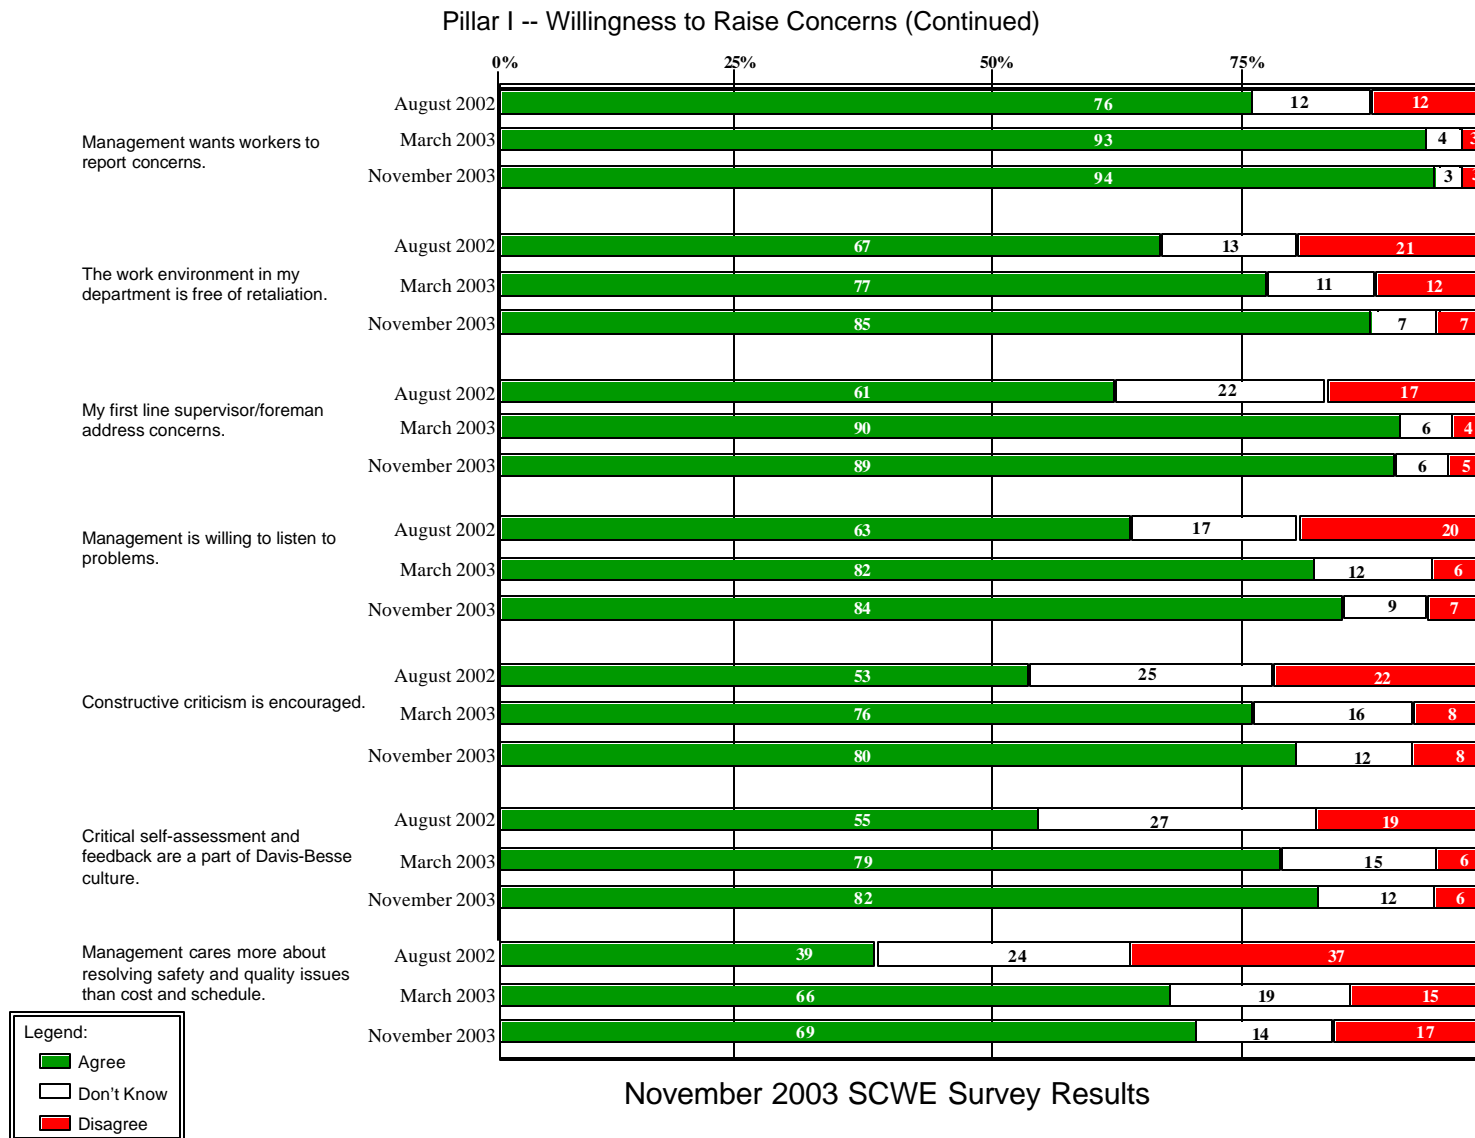 Pillar I -- Willingness to Raise Concerns (Continued)
0% 25% 50% 75%
August 2002 76 12 12
Management wants workers to
report concerns.
March 2003 93 4 3
November 2003 94 3
August 2002 67 13 21
The work environment in my
department is free of retaliation.
March 2003 77 11 12
November 2003 85 7 7
August 2002 61 22 17
My first line supervisor/foreman
address concerns.
March 2003 90 6 4
November 2003 89 6 5
August 2002 63 17 20
Management is willing to listen to
problems.
March 2003 82 12 6
November 2003 84 9 7
August 2002 53 25 22
Constructive criticism is encouraged.
March 2003 76 16 8
November 2003 80 12 8
August 2002 55 27 19
Critical self-assessment and
feedback are a part of Davis-Besse
culture.
March 2003 79 15 6
November 2003 82 12 6
Management cares more about
resolving safety and quality issues
than cost and schedule.
August 2002 39 24 37
March 2003 66 19 15
November 2003 69 14 17
Legend:
Agree
Don't Know
Disagree
November 2003 SCWE Survey Results